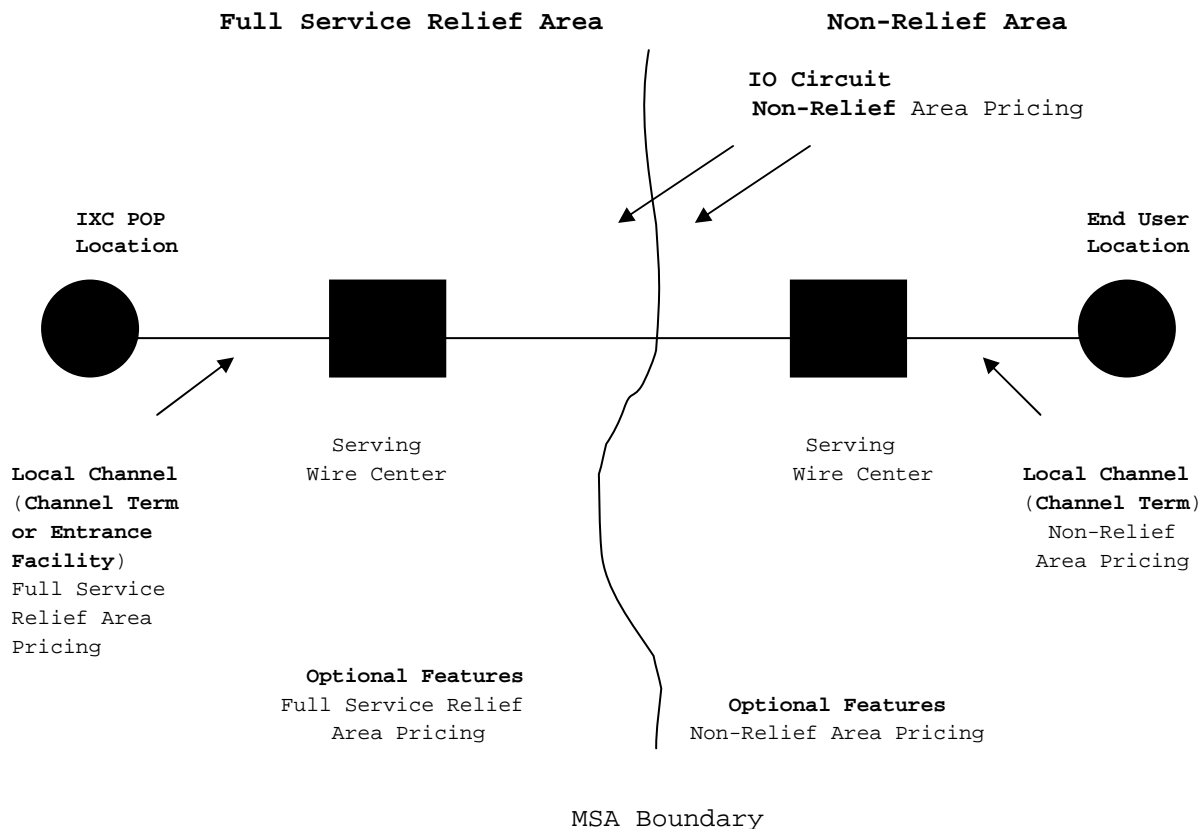 Full Service Relief Area
Non-Relief Area
IO Circuit
Non-Relief Area Pricing
IXC POP
Location
End User
Location
Serving
Wire Center
Serving
Wire Center
Local Channel
(Channel Term
or Entrance
Facility)
Full Service
Relief Area
Pricing
Local Channel
(Channel Term)
Non-Relief
Area Pricing
Optional Features
Full Service Relief
Area Pricing
Optional Features
Non-Relief Area Pricing
MSA Boundary